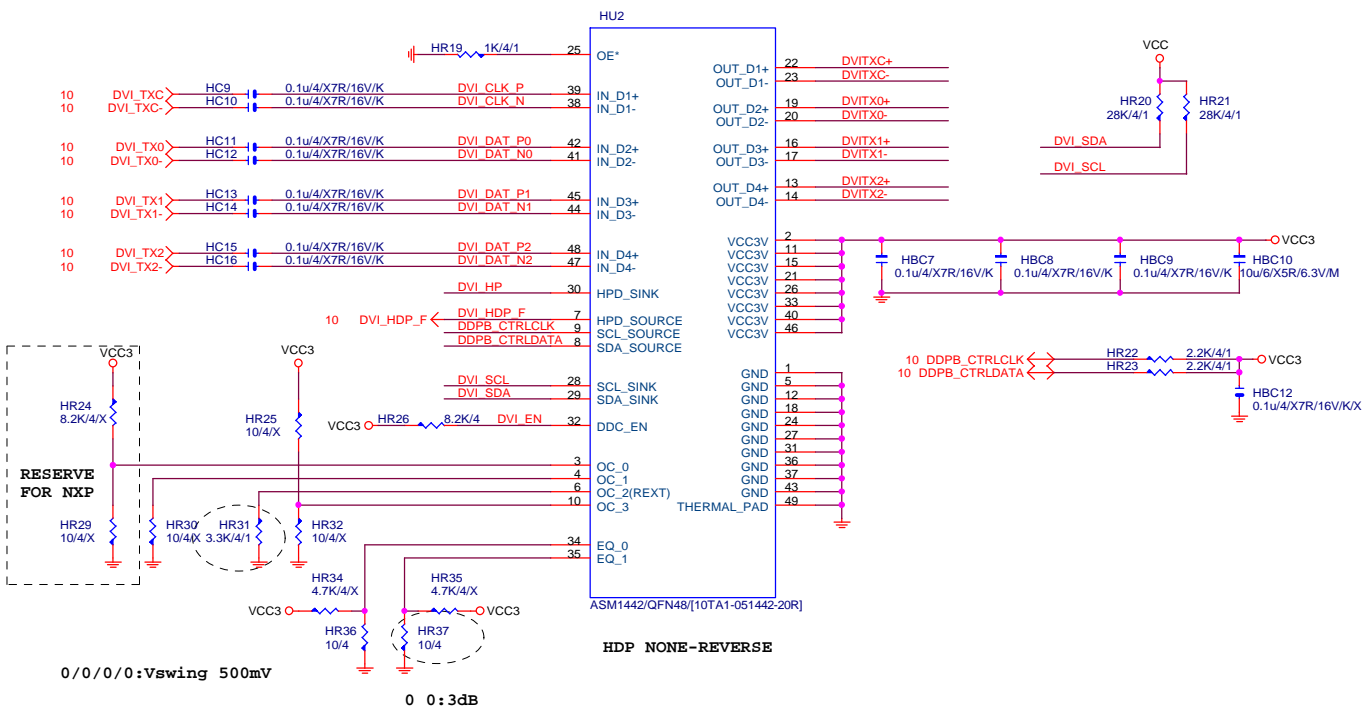 HU2
HR19 1K/4/1 25 OE*
10 DVI_TXC HC9 0.1u/4/X7R/16V/K DVI_CLK_P 39 IN_D1+
10 DVI_TXC- HC10 0.1u/4/X7R/16V/K DVI_CLK_N 38 IN_D1-
10 DVI_TX0 HC11 0.1u/4/X7R/16V/K DVI_DAT_P0 42 IN_D2+
10 DVI_TX0- HC12 0.1u/4/X7R/16V/K DVI_DAT_N0 41 IN_D2-
10 DVI_TX1 HC13 0.1u/4/X7R/16V/K DVI_DAT_P1 45 IN_D3+
10 DVI_TX1- HC14 0.1u/4/X7R/16V/K DVI_DAT_N1 44 IN_D3-
10 DVI_TX2 HC15 0.1u/4/X7R/16V/K DVI_DAT_P2 48 IN_D4+
10 DVI_TX2- HC16 0.1u/4/X7R/16V/K DVI_DAT_N2 47 IN_D4-
DVI_HP 30 HPD_SINK
10 DVI_HDP_F DVI_HDP_F 7 HPD_SOURCE
DDPB_CTRLCLK 9 SCL_SOURCE
DDPB_CTRLDATA 8 SDA_SOURCE
DVI_SCL 28 SCL_SINK
DVI_SDA 29 SDA_SINK
VCC3 HR26 8.2K/4 DVI_EN 32 DDC_EN
3 OC_0
4 OC_1
6 OC_2(REXT)
10 OC_3
34 EQ_0
35 EQ_1
OUT_D1+ 22 DVITXC+
OUT_D1- 23 DVITXC-
OUT_D2+ 19 DVITX0+
OUT_D2- 20 DVITX0-
OUT_D3+ 16 DVITX1+
OUT_D3- 17 DVITX1-
OUT_D4+ 13 DVITX2+
OUT_D4- 14 DVITX2-
VCC3V 2
VCC3V 11
VCC3V 15
VCC3V 21
VCC3V 26
VCC3V 33
VCC3V 40
VCC3V 46
GND 1
GND 5
GND 12
GND 18
GND 24
GND 27
GND 31
GND 36
GND 37
GND 43
THERMAL_PAD 49
ASM1442/QFN48/[10TA1-051442-20R]
HDP NONE-REVERSE
VCC
HR20
28K/4/1
HR21
28K/4/1
DVI_SDA
DVI_SCL
VCC3
HBC7
0.1u/4/X7R/16V/K
HBC8
0.1u/4/X7R/16V/K
HBC9
0.1u/4/X7R/16V/K
HBC10
10u/6/X5R/6.3V/M
10 DDPB_CTRLCLK HR22 2.2K/4/1 VCC3
10 DDPB_CTRLDATA HR23 2.2K/4/1
HBC12
0.1u/4/X7R/16V/K/X
VCC3
HR24
8.2K/4/X
RESERVE
FOR NXP
HR29
10/4/X
VCC3
HR25
10/4/X
HR30
10/4/X
HR31
3.3K/4/1
HR32
10/4/X
HR34
4.7K/4/X
VCC3
HR36
10/4
HR35
4.7K/4/X
VCC3
HR37
10/4
0/0/0/0:Vswing 500mV
0 0:3dB